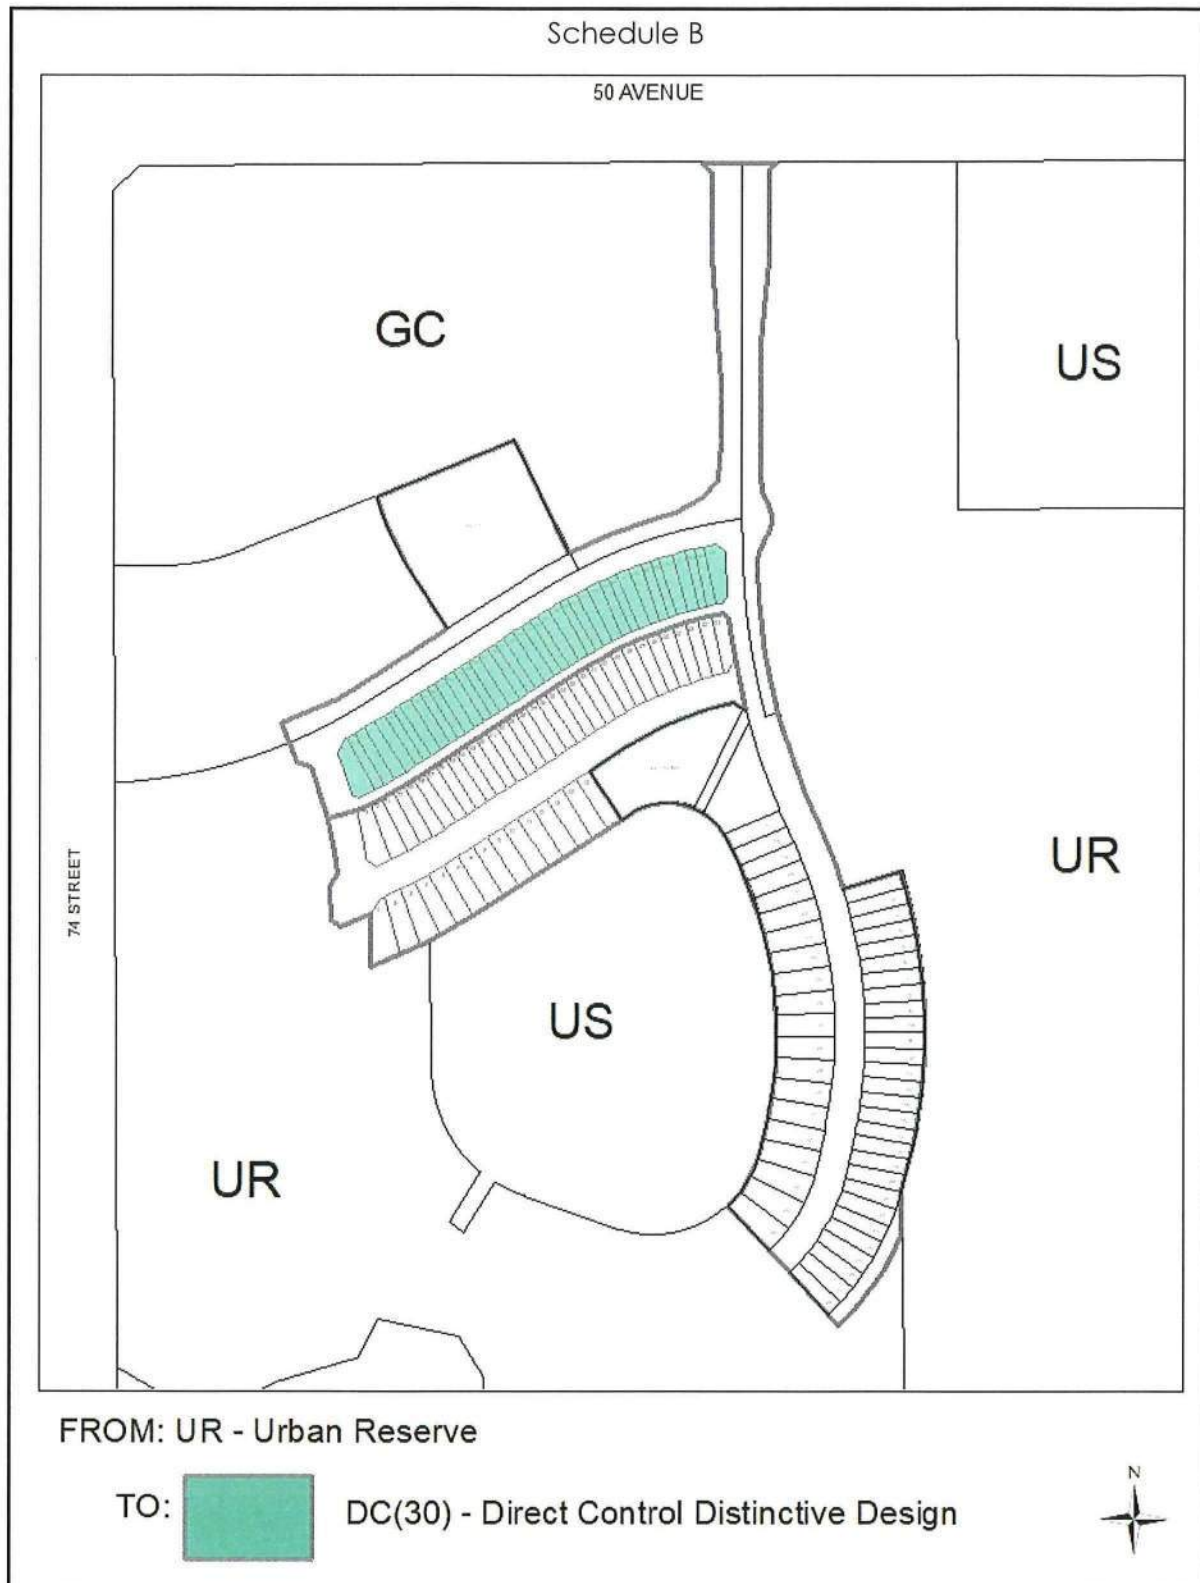 Schedule B
50 AVENUE
GC
US
UR
74 STREET
US
UR
FROM: UR - Urban Reserve
TO:
DC(30) - Direct Control Distinctive Design
N